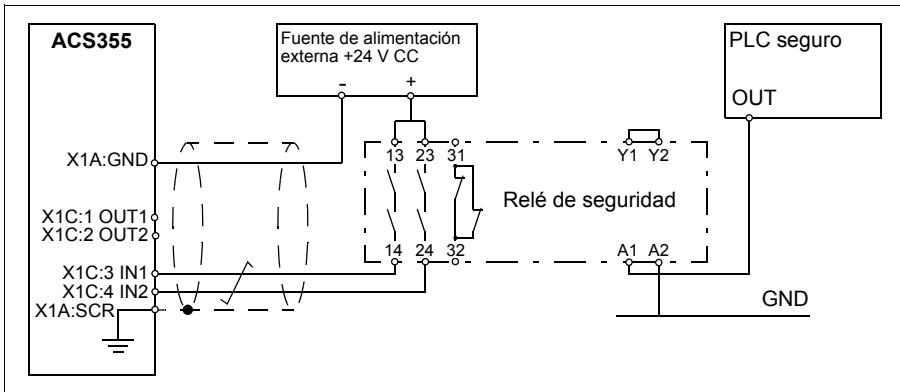 ACS355
Fuente de alimentación
externa +24 V CC
- +
PLC seguro
OUT
X1A:GND
X1C:1 OUT1
X1C:2 OUT2
X1C:3 IN1
X1C:4 IN2
X1A:SCR
13 23 31
Y1 Y2
Relé de seguridad
14 24 32
A1 A2
GND